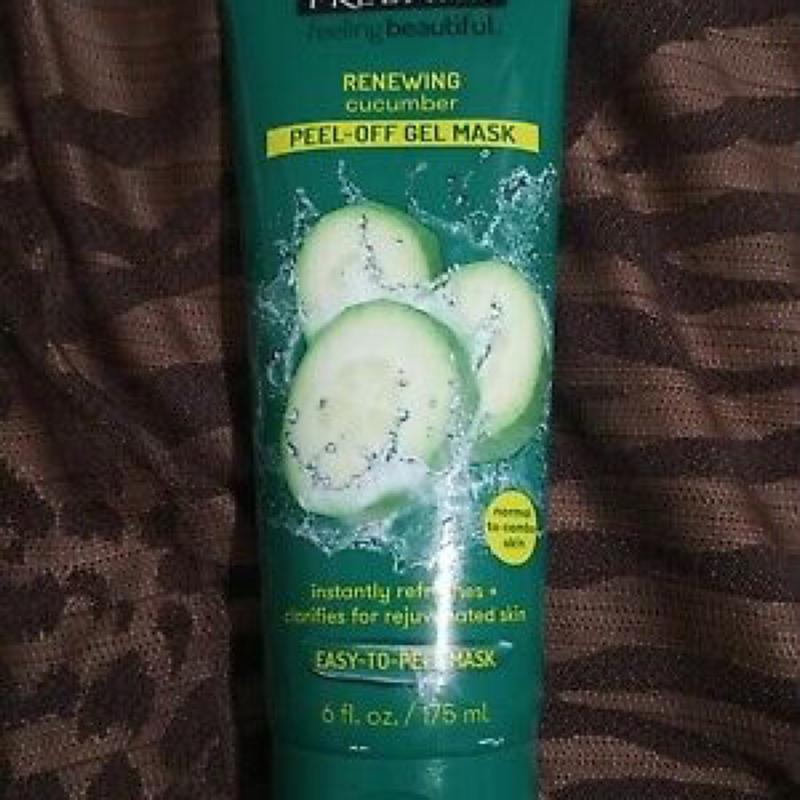 feeling beautiful.
RENEWING
cucumber
PEEL-OFF GEL MASK
normal
to combo
skin
instantly refreshes +
clarifies for rejuvenated skin
EASY-TO-PEEL MASK
6 fl. oz. / 175 ml